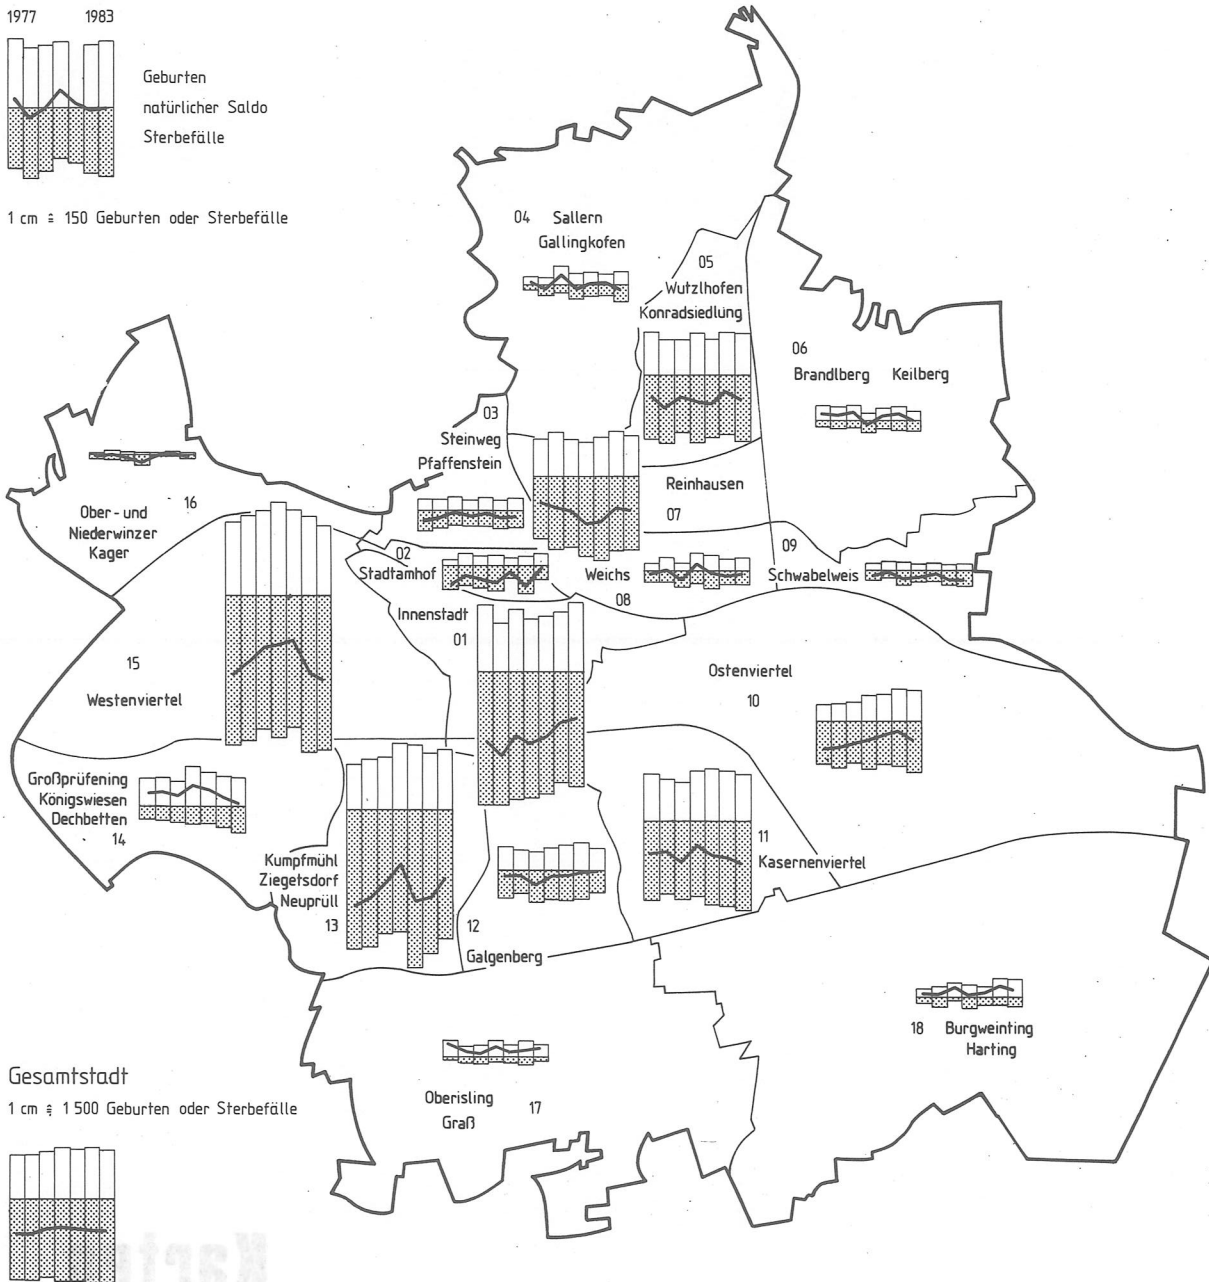 1977 1983
Geburten
natürlicher Saldo
Sterbefälle
1 cm ≙ 150 Geburten oder Sterbefälle
04 Sallern
Gallingkofen
05
Wutzlhofen
Konradsiedlung
06
Brandlberg Keilberg
03
Steinweg
Pfaffenstein
Reinhausen
07
16
Ober- und
Niederwinzer
Kager
02
Stadtamhof
Weichs
08
09
Schwabelweis
Innenstadt
01
15
Westenviertel
Ostenviertel
10
Großprüfening
Königswiesen
Dechbetten
14
11
Kasernenviertel
Kumpfmühl
Ziegetsdorf
Neuprüll
13
12
Galgenberg
18 Burgweinting
Harting
Oberisling
Graß
17
Gesamtstadt
1 cm ≙ 1500 Geburten oder Sterbefälle